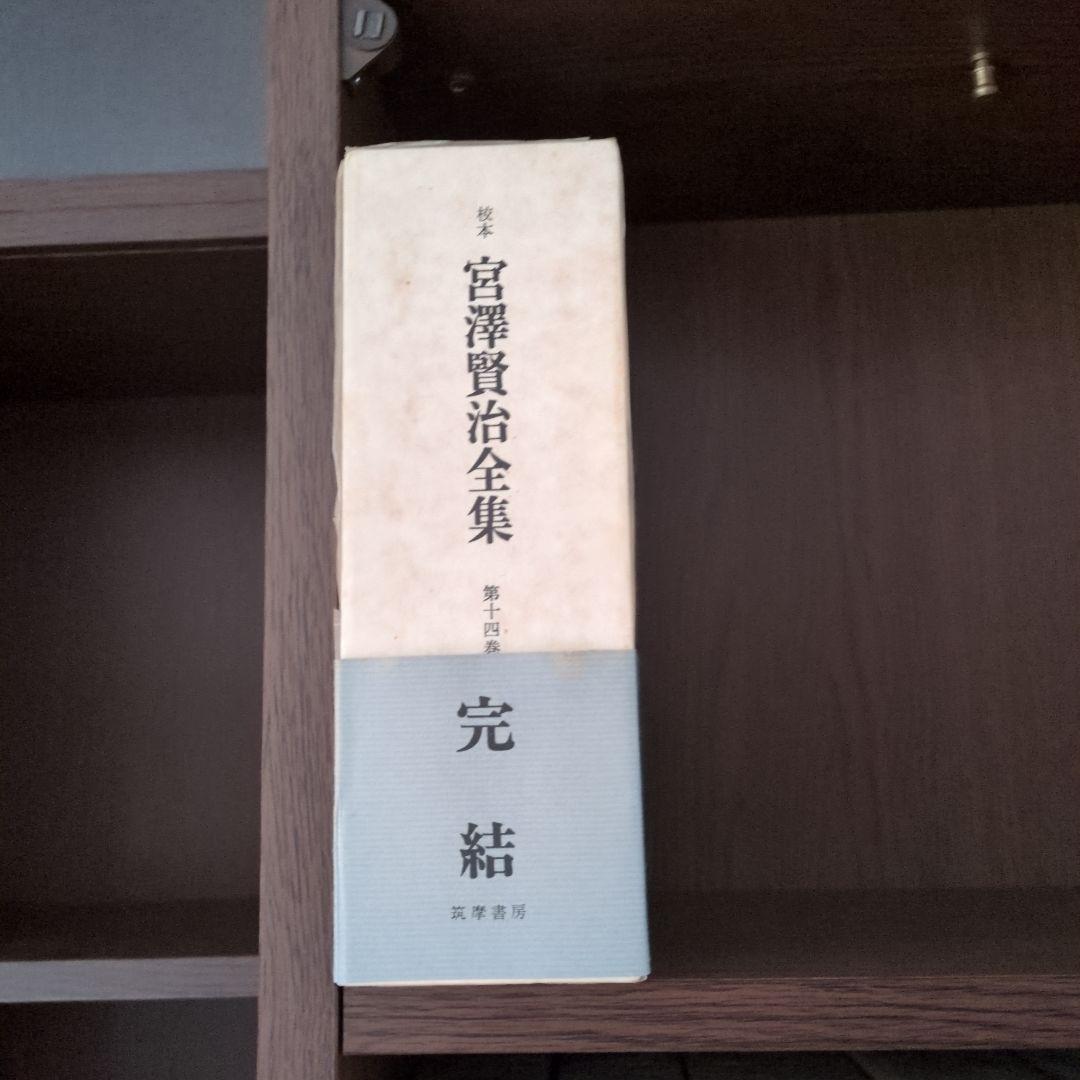 校本
宮澤賢治全集
第十四巻
完結
筑摩書房